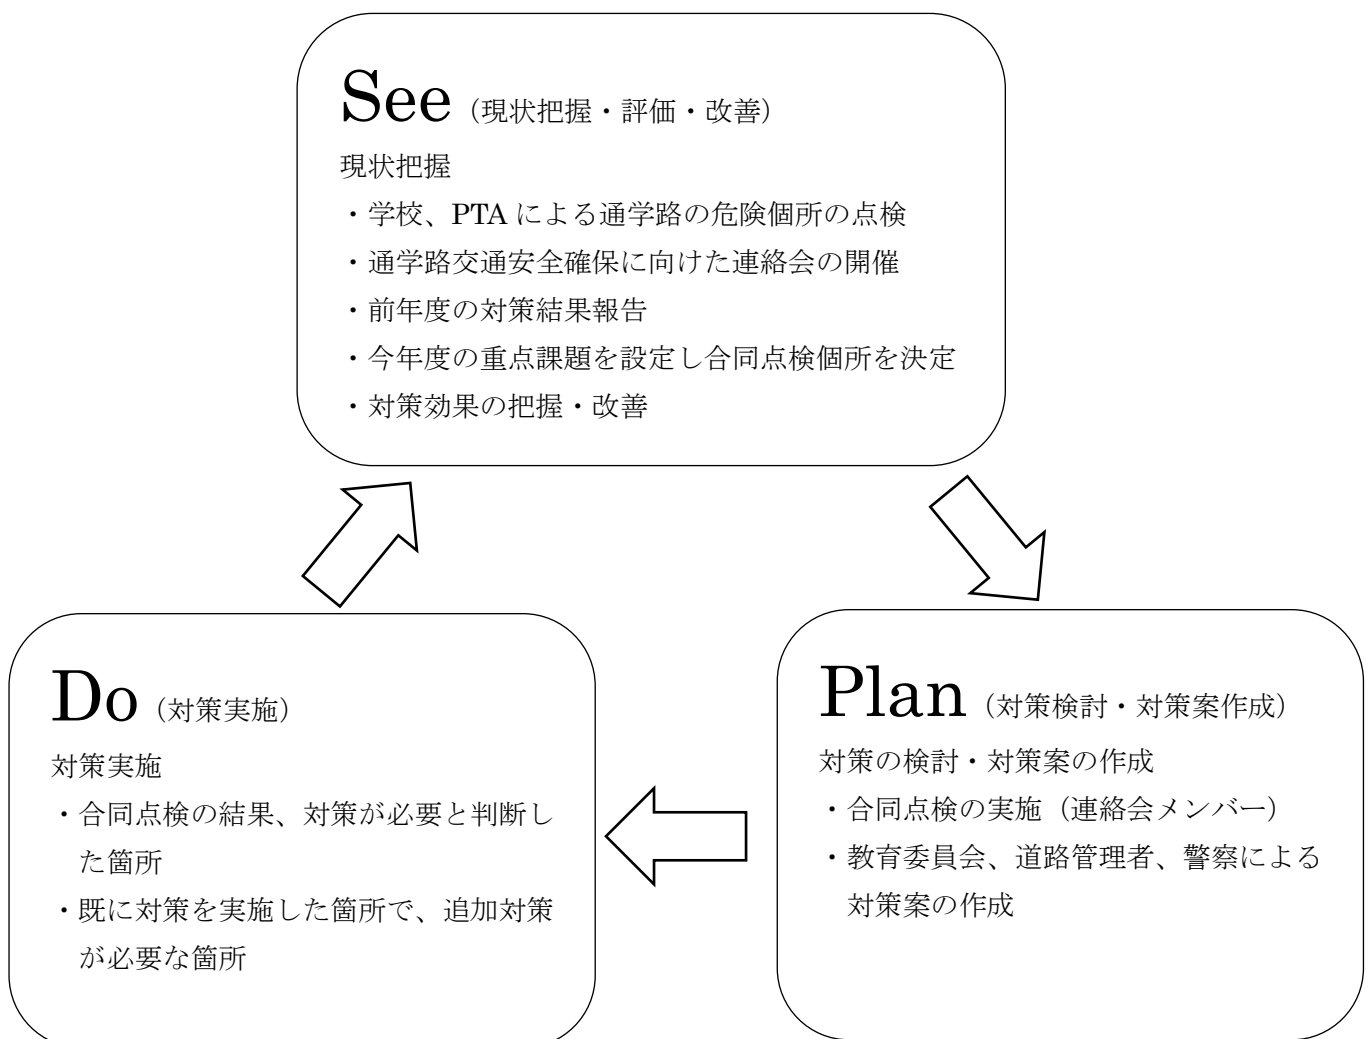 See（現状把握・評価・改善）
現状把握
・学校、PTA による通学路の危険個所の点検
・通学路交通安全確保に向けた連絡会の開催
・前年度の対策結果報告
・今年度の重点課題を設定し合同点検個所を決定
・対策効果の把握・改善
Plan（対策検討・対策案作成）
対策の検討・対策案の作成
・合同点検の実施（連絡会メンバー）
・教育委員会、道路管理者、警察による
対策案の作成
Do（対策実施）
対策実施
・合同点検の結果、対策が必要と判断し
た箇所
・既に対策を実施した箇所で、追加対策
が必要な箇所